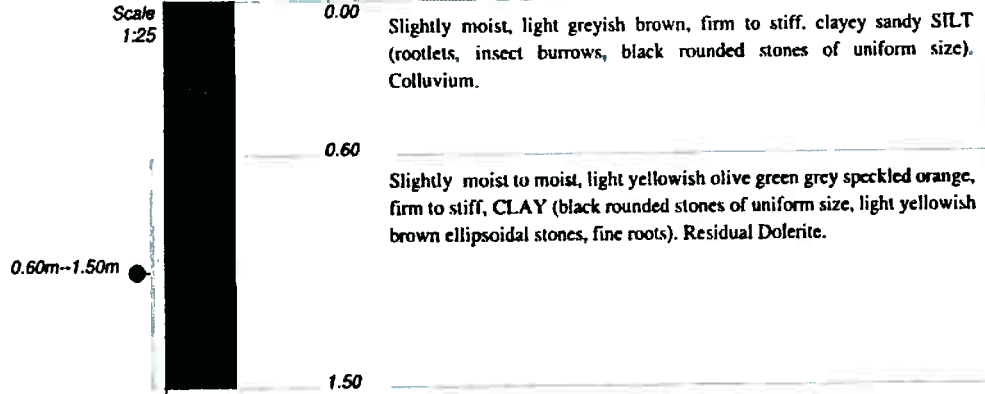 Scale
1:25
0.00
Slightly moist, light greyish brown, firm to stiff. clayey sandy SILT
(rootlets, insect burrows, black rounded stones of uniform size).
Colluvium.
0.60
Slightly moist to moist, light yellowish olive green grey speckled orange,
firm to stiff, CLAY (black rounded stones of uniform size, light yellowish
brown ellipsoidal stones, fine roots). Residual Dolerite.
0.60m--1.50m
1.50